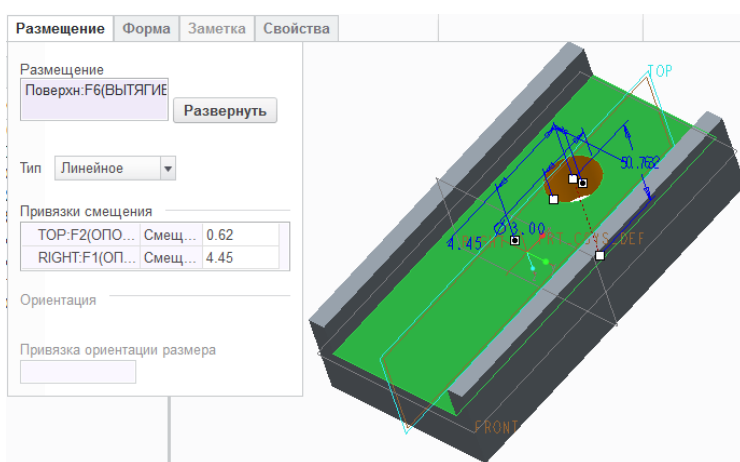 Размещение Форма Заметка Свойства
Размещение
Поверхн:F6(ВЫТЯГИВ
Развернуть
Тип Линейное
Привязки смещения
TOP:F2(ОПО... Смещ... 0.62
RIGHT:F1(ОП... Смещ... 4.45
Ориентация
Привязка ориентации размера
TOP
Ø3.00
4.45
PRT_CSYS_DEF
FRONT